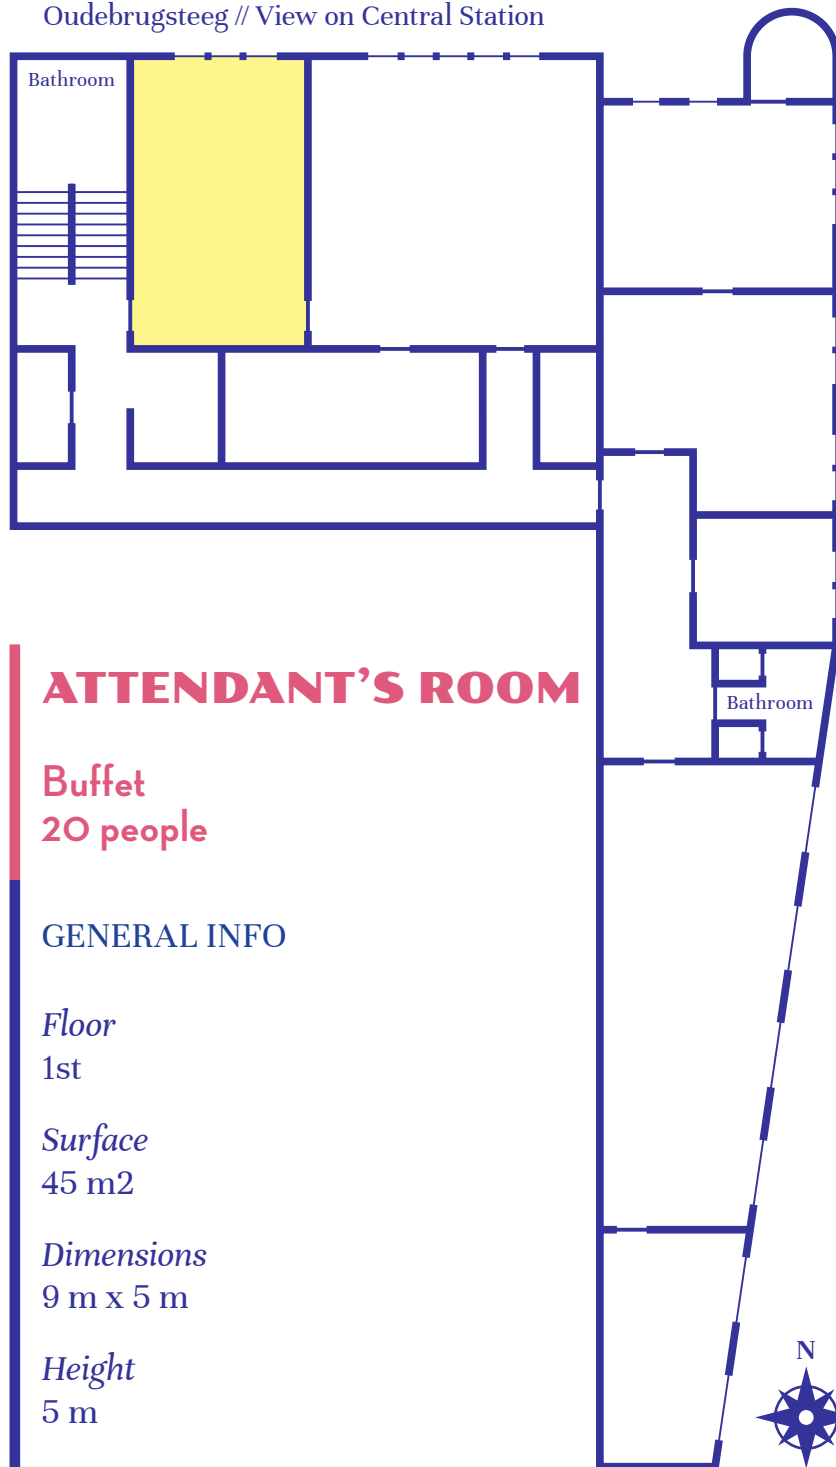 Oudebrugsteeg // View on Central Station
Bathroom
ATTENDANT’S ROOM
Bathroom
Buffet
20 people
GENERAL INFO
Floor
1st
Surface
45 m2
Dimensions
9 m x 5 m
Height
5 m
N